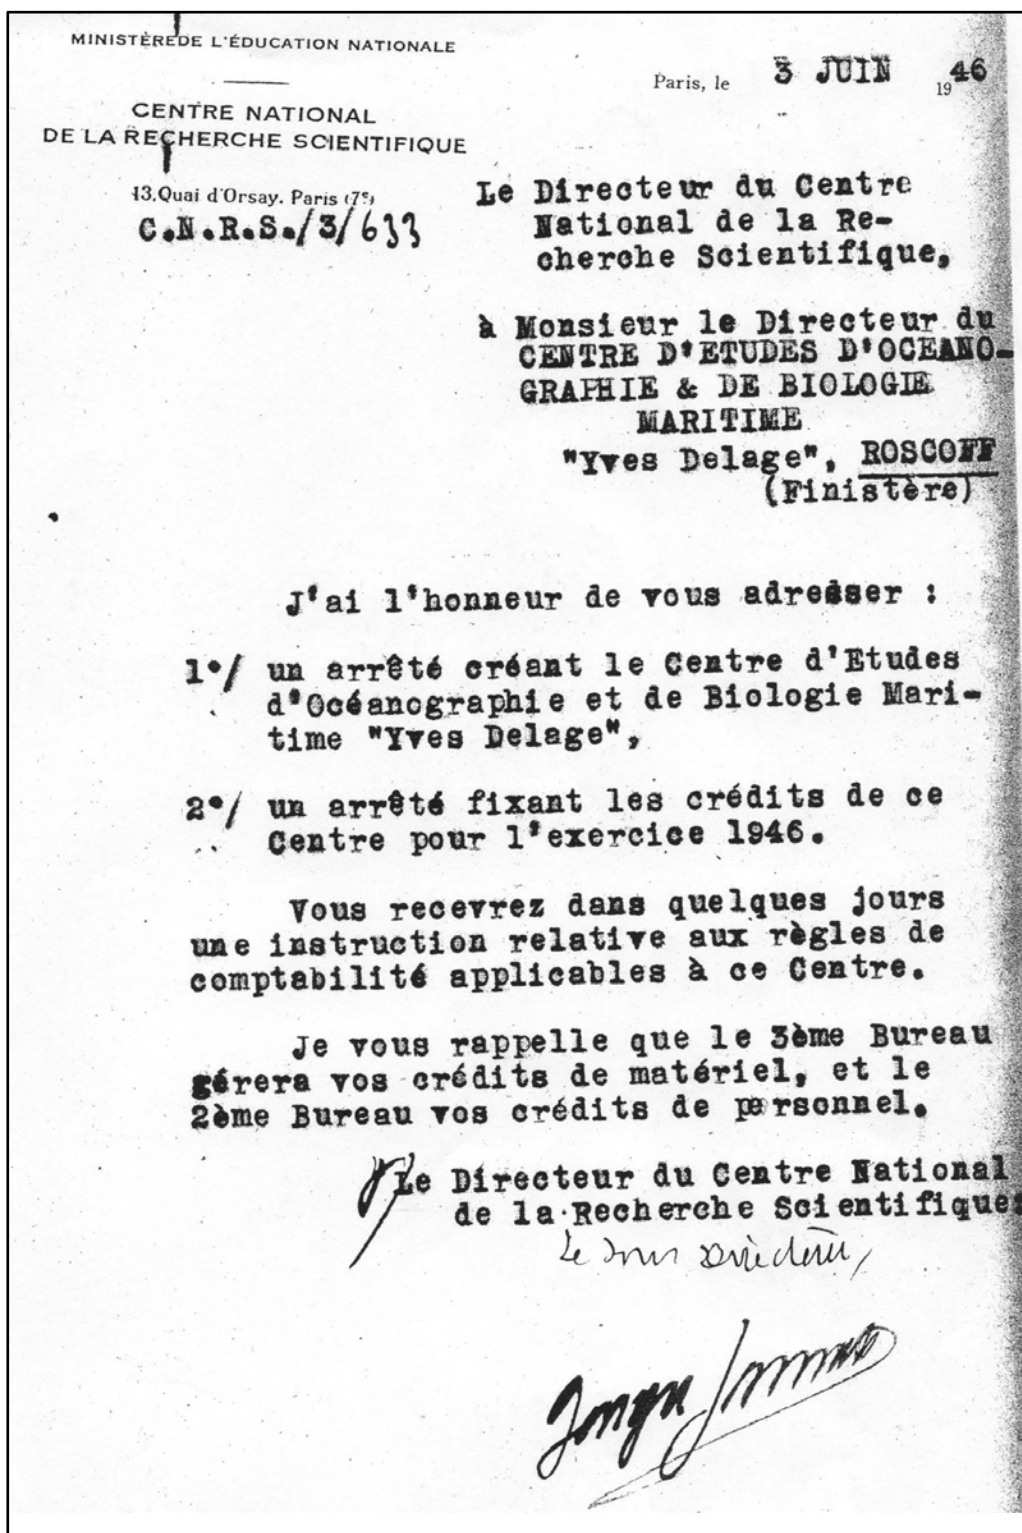 MINISTÈRE DE L'ÉDUCATION NATIONALE
Paris, le 3 JUIN 1946
CENTRE NATIONAL
DE LA RECHERCHE SCIENTIFIQUE
13, Quai d'Orsay. Paris (7e)
C.N.R.S./3/633
Le Directeur du Centre
National de la Re-
cherche Scientifique,
à Monsieur le Directeur du
CENTRE D'ETUDES D'OCEANO-
GRAPHIE & DE BIOLOGIE
MARITIME
"Yves Delage", ROSCOFF
(Finistère)
J'ai l'honneur de vous adresser :
1°/ un arrêté créant le Centre d'Etudes
d'Océanographie et de Biologie Mari-
time "Yves Delage",
2°/ un arrêté fixant les crédits de ce
Centre pour l'exercice 1946.
Vous recevrez dans quelques jours
une instruction relative aux règles de
comptabilité applicables à ce Centre.
Je vous rappelle que le 3ème Bureau
gérera vos crédits de matériel, et le
2ème Bureau vos crédits de personnel.
Le Directeur du Centre National
de la Recherche Scientifique:
Le Sous Directeur,